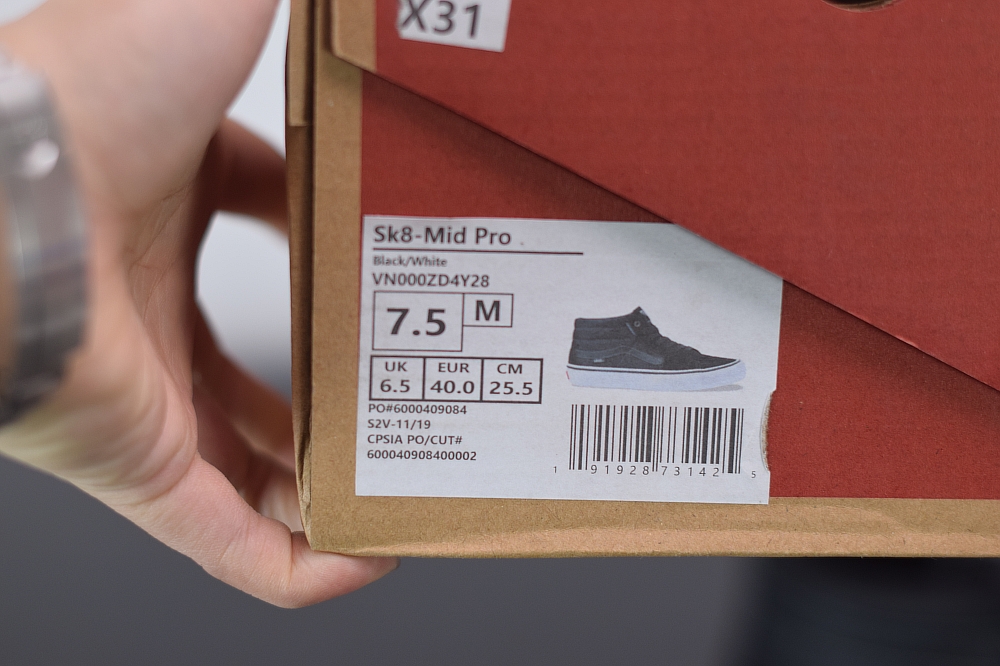 X31
Sk8-Mid Pro
Black/White
VN000ZD4Y28
7.5 M
UK EUR CM
6.5 40.0 25.5
PO#6000409084
S2V-11/19
CPSIA PO/CUT#
600040908400002
1 91928 73142 5